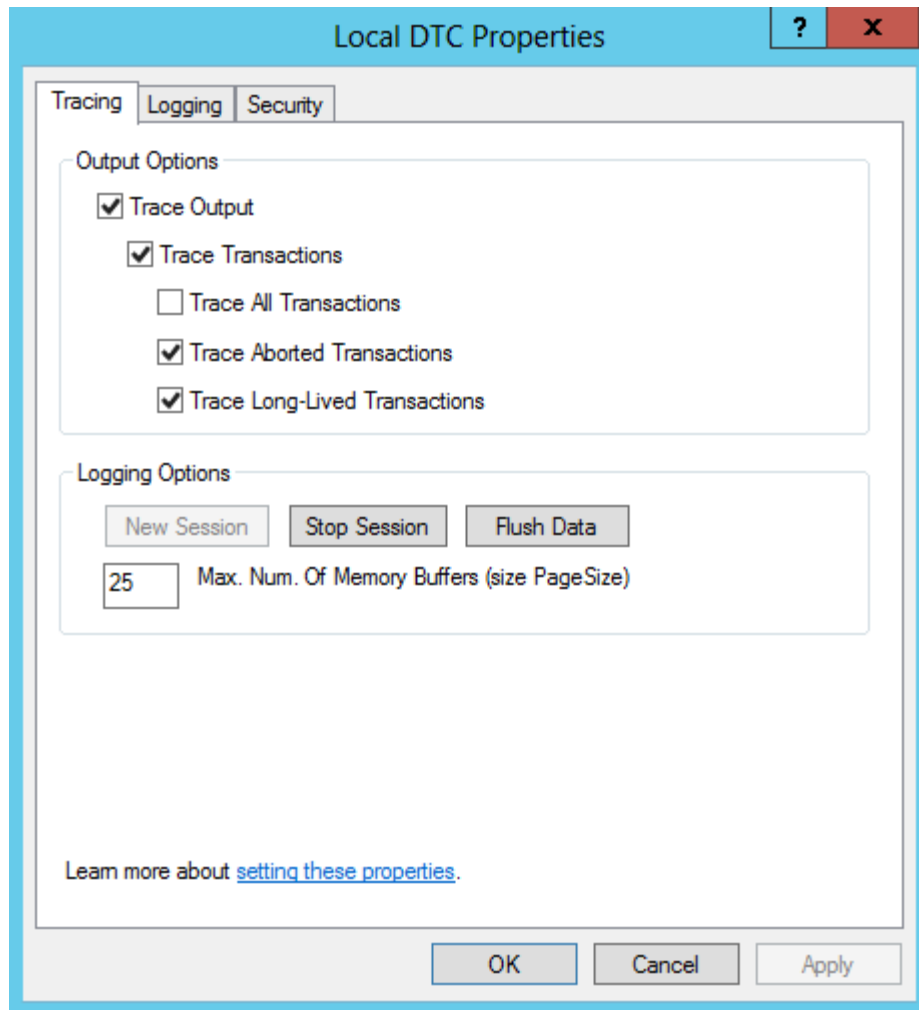 Local DTC Properties
? x
Tracing Logging Security
Output Options
Trace Output
Trace Transactions
Trace All Transactions
Trace Aborted Transactions
Trace Long-Lived Transactions
Logging Options
New Session Stop Session Flush Data
25 Max. Num. Of Memory Buffers (size PageSize)
Learn more about setting these properties.
OK Cancel Apply